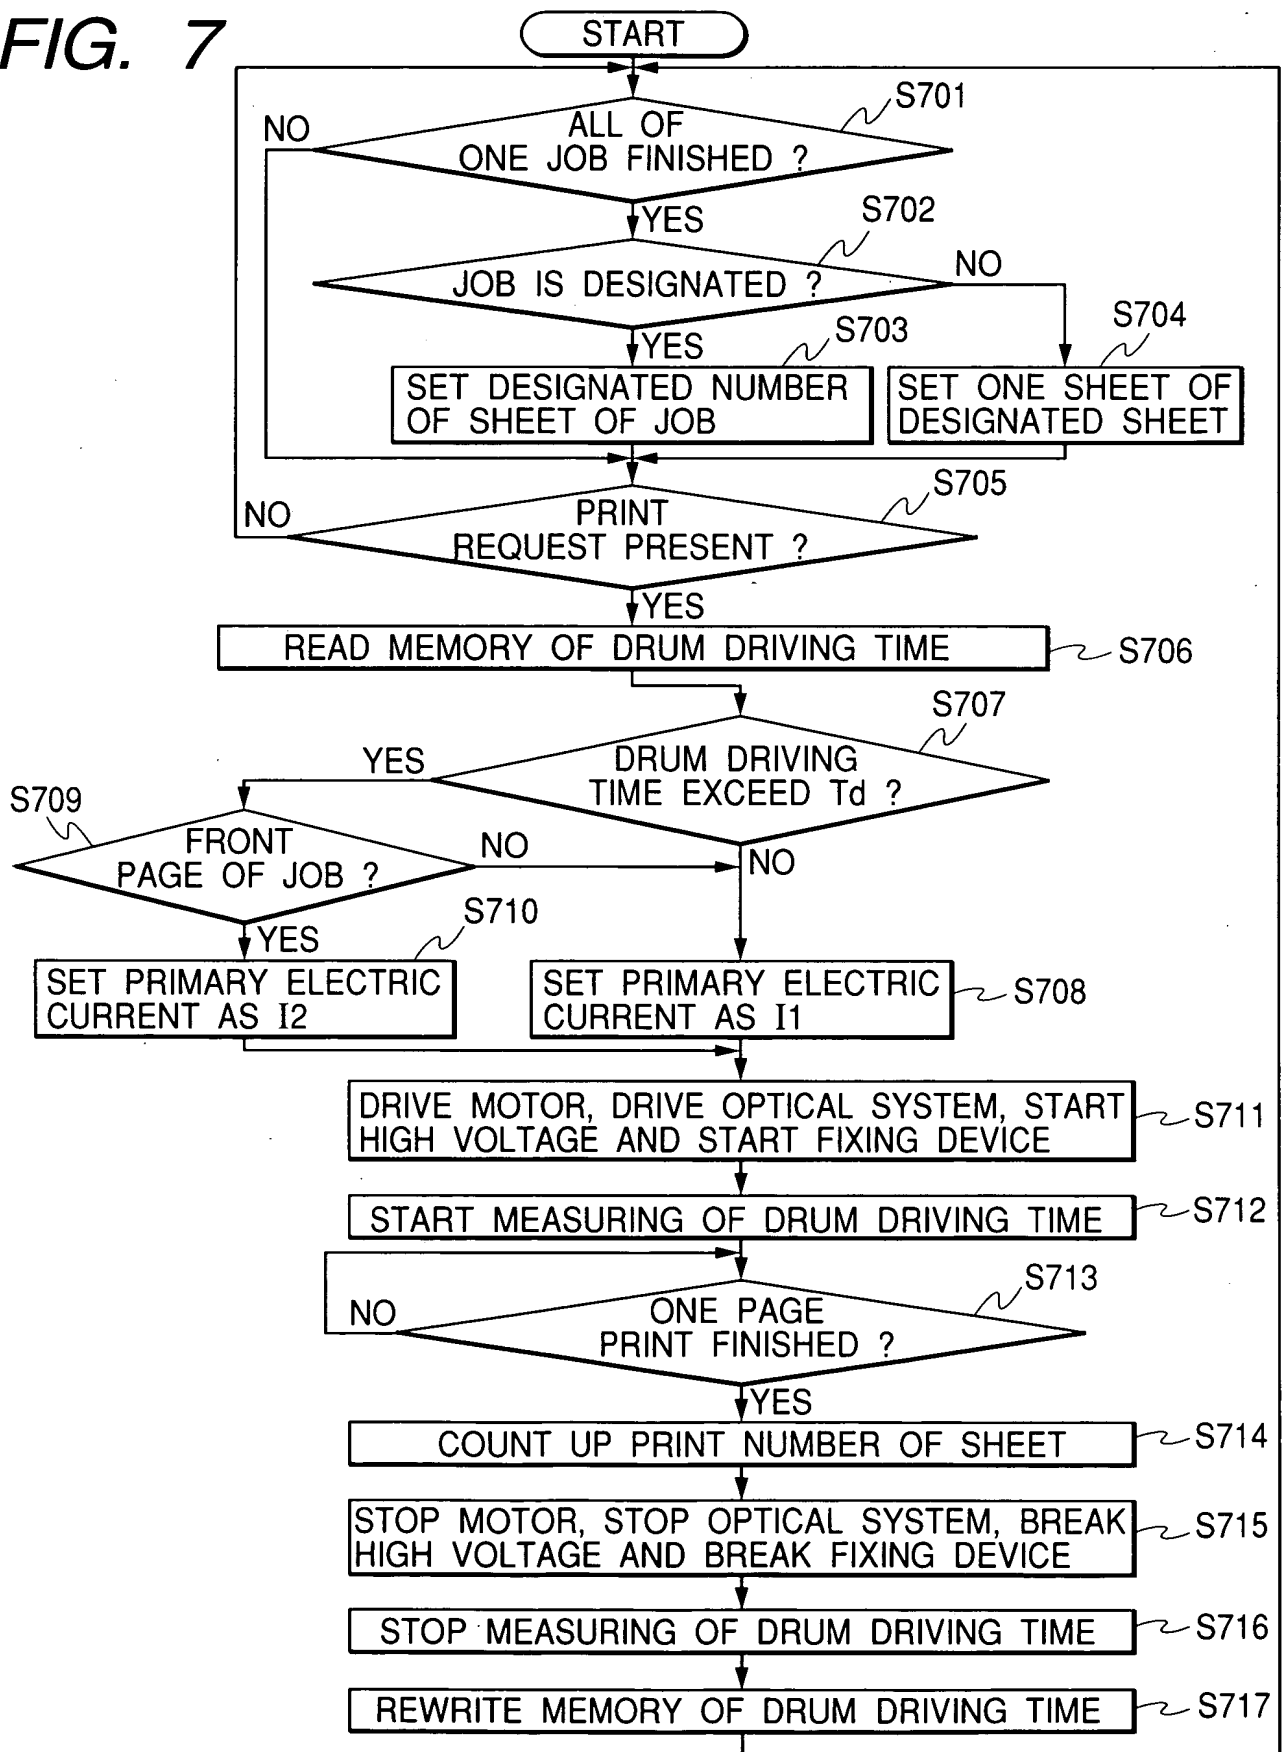 FIG. 7
START
S701
NO
ALL OF
ONE JOB FINISHED ?
YES
S702
JOB IS DESIGNATED ?
NO
YES
S703
S704
SET DESIGNATED NUMBER
OF SHEET OF JOB
SET ONE SHEET OF
DESIGNATED SHEET
S705
NO
PRINT
REQUEST PRESENT ?
YES
READ MEMORY OF DRUM DRIVING TIME
S706
S707
YES
DRUM DRIVING
TIME EXCEED Td ?
S709
FRONT
PAGE OF JOB ?
NO
NO
YES
S710
SET PRIMARY ELECTRIC
CURRENT AS I2
SET PRIMARY ELECTRIC
CURRENT AS I1
S708
DRIVE MOTOR, DRIVE OPTICAL SYSTEM, START
HIGH VOLTAGE AND START FIXING DEVICE
S711
START MEASURING OF DRUM DRIVING TIME
S712
S713
NO
ONE PAGE
PRINT FINISHED ?
YES
COUNT UP PRINT NUMBER OF SHEET
S714
STOP MOTOR, STOP OPTICAL SYSTEM, BREAK
HIGH VOLTAGE AND BREAK FIXING DEVICE
S715
STOP MEASURING OF DRUM DRIVING TIME
S716
REWRITE MEMORY OF DRUM DRIVING TIME
S717